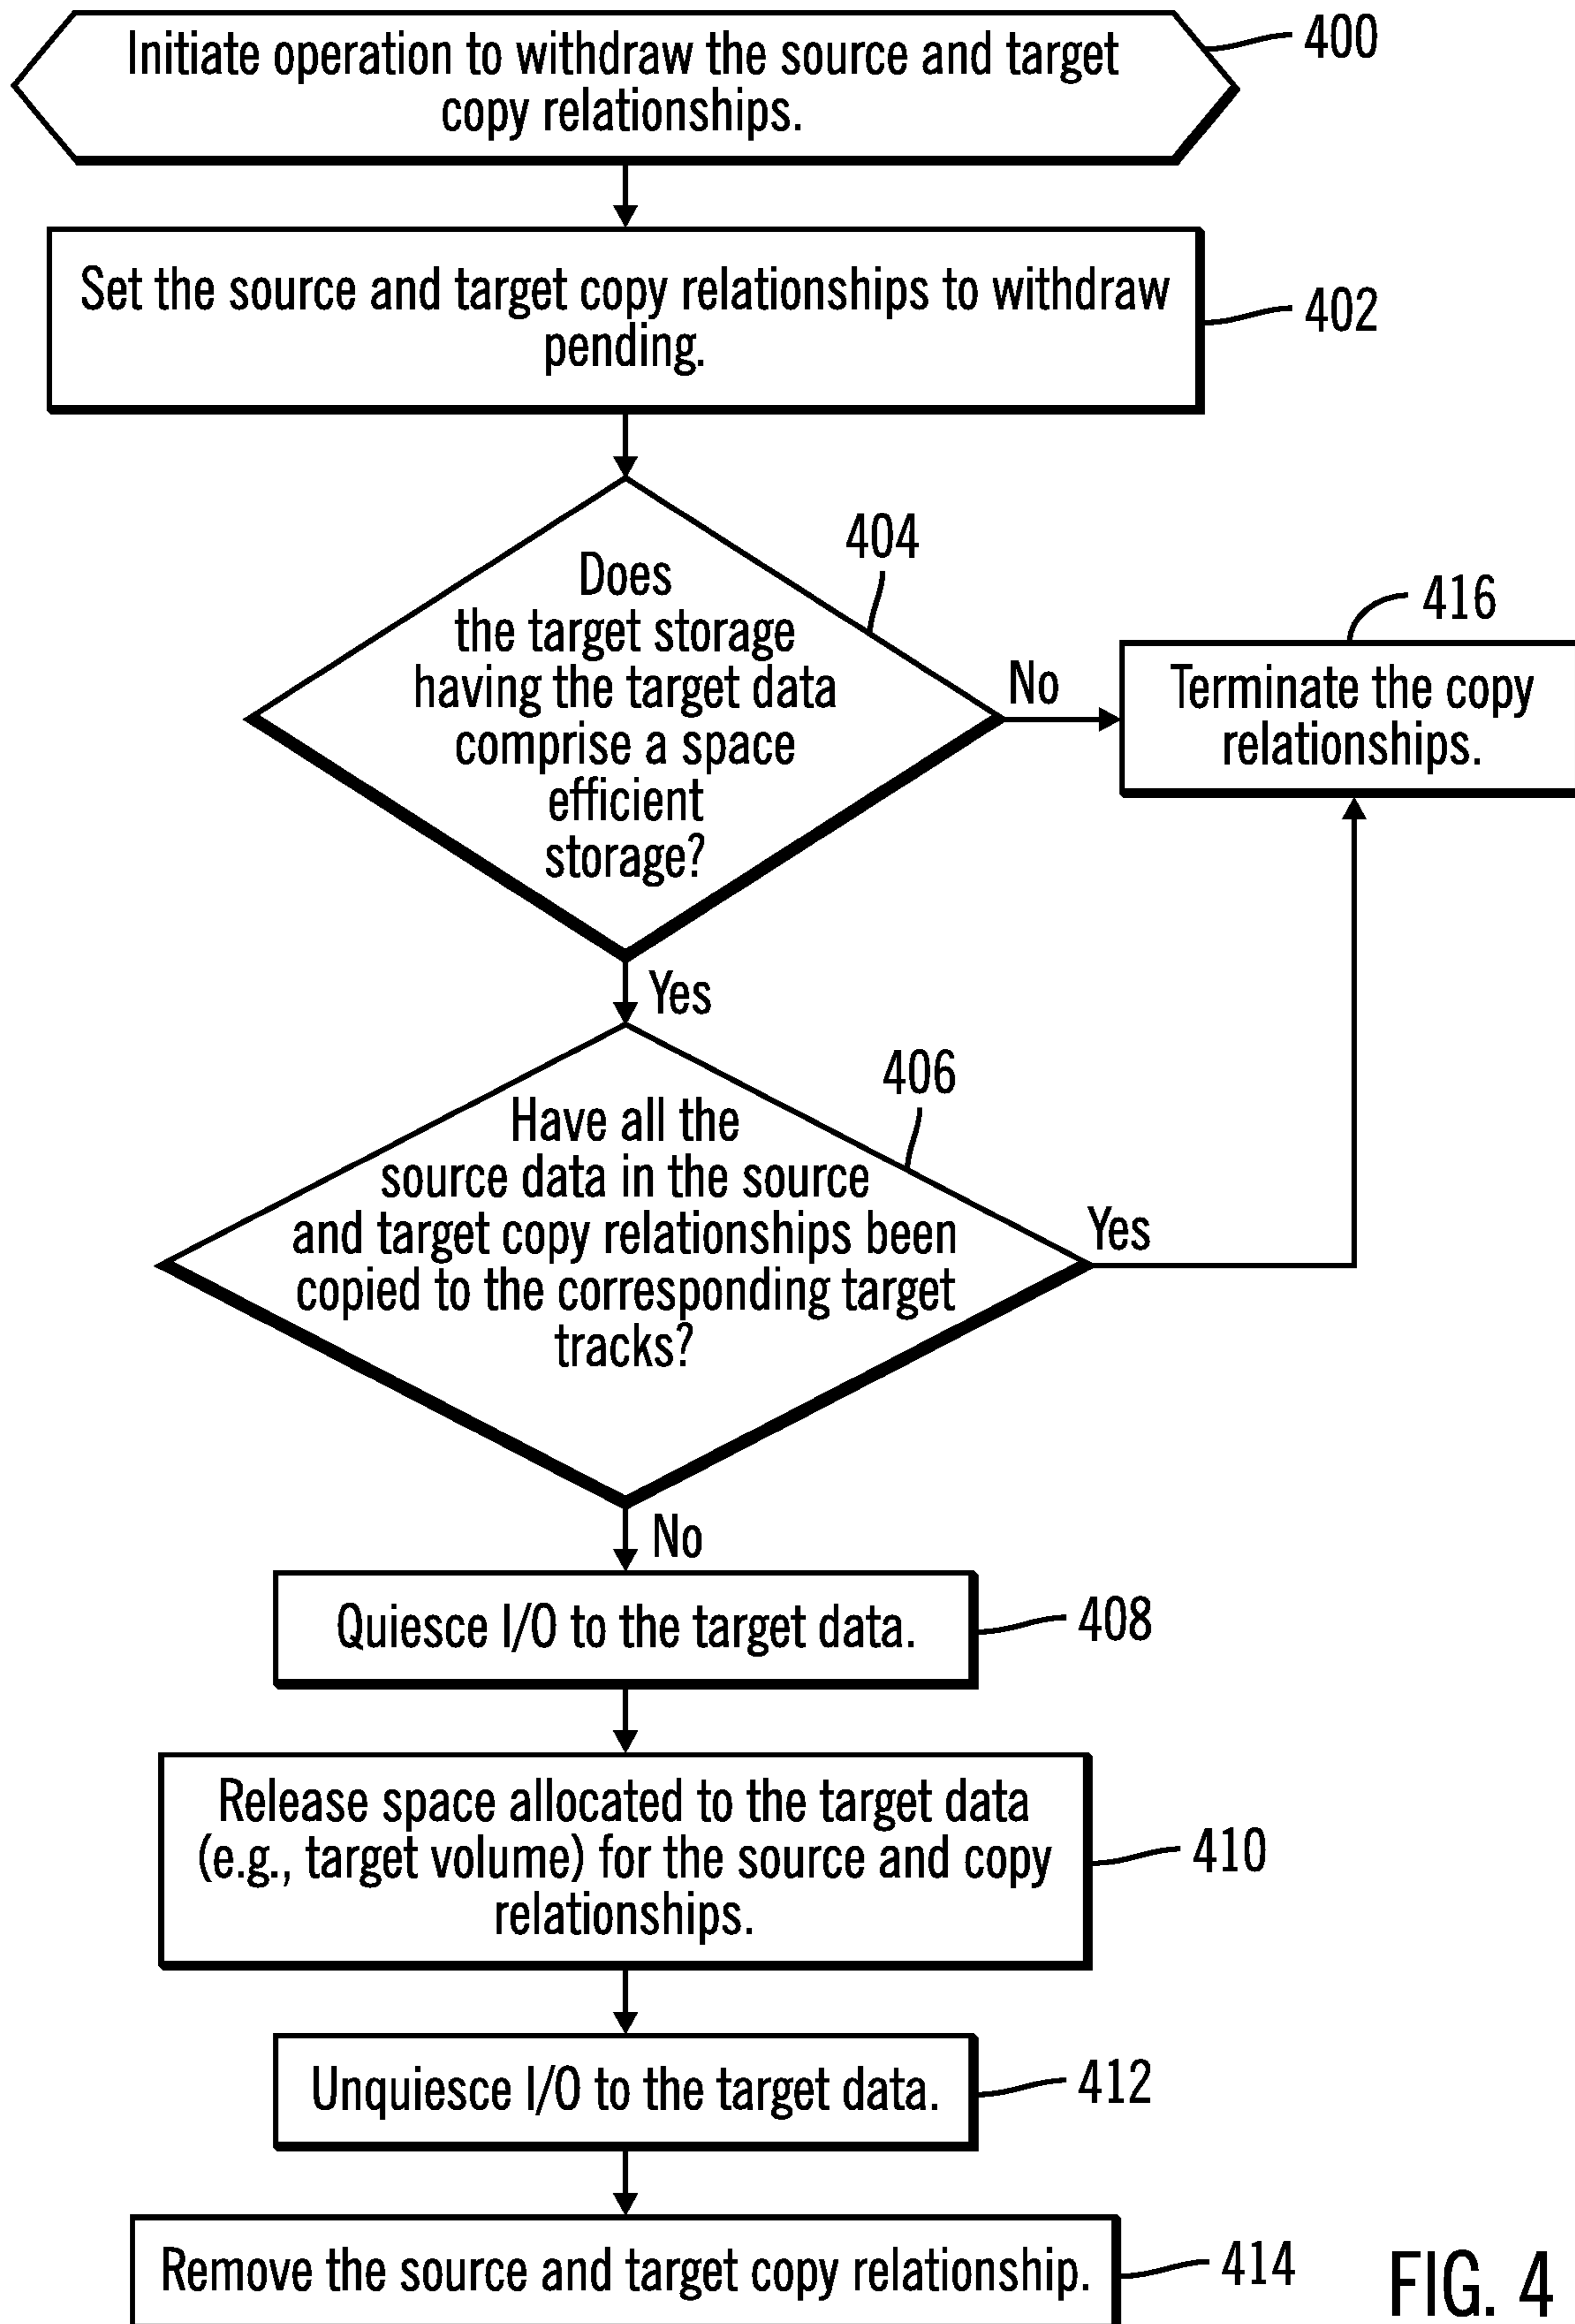 Initiate operation to withdraw the source and target
copy relationships.
400
Set the source and target copy relationships to withdraw
pending.
402
404
Does
the target storage
having the target data
comprise a space
efficient
storage?
No
416
Terminate the copy
relationships.
Yes
406
Have all the
source data in the source
and target copy relationships been
copied to the corresponding target
tracks?
Yes
No
Quiesce I/O to the target data.
408
Release space allocated to the target data
(e.g., target volume) for the source and copy
relationships.
410
Unquiesce I/O to the target data.
412
Remove the source and target copy relationship.
414
FIG. 4